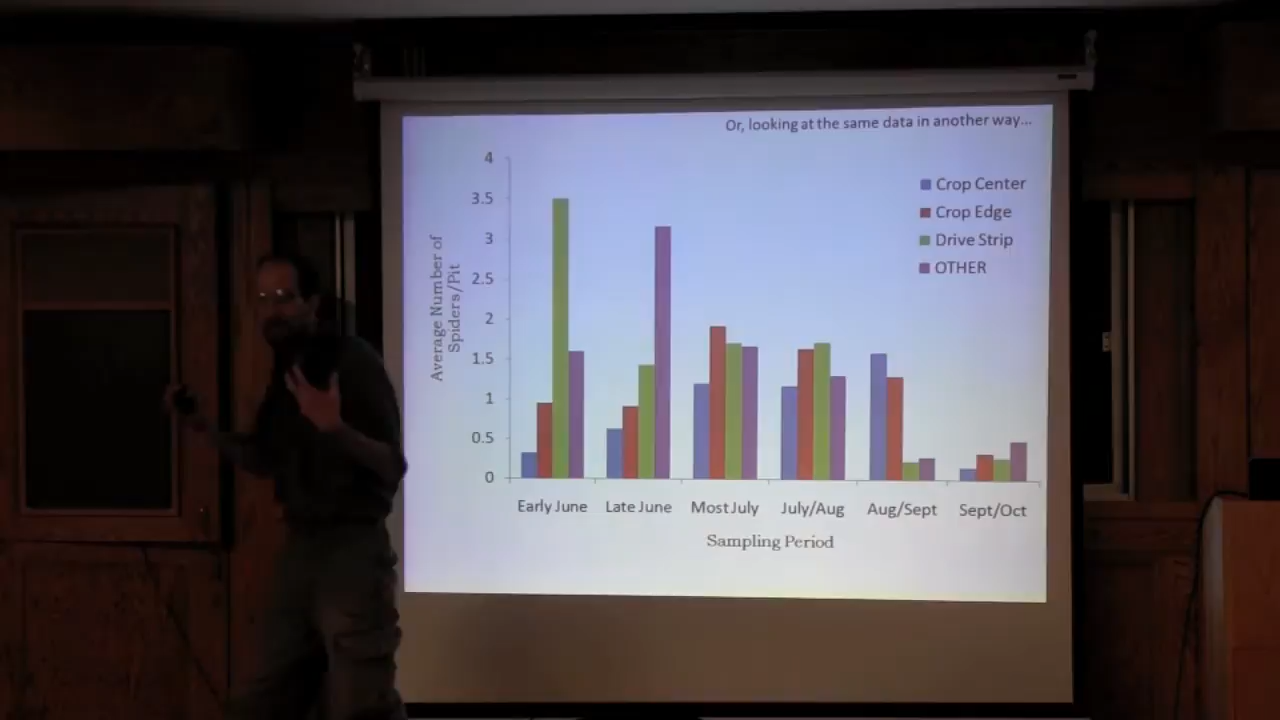 Or, looking at the same data in another way...
4
3.5
3
2.5
2
1.5
1
0.5
0
Average Number of
Spiders/Pit
Crop Center
Crop Edge
Drive Strip
OTHER
Early June Late June Most July July/Aug Aug/Sept Sept/Oct
Sampling Period